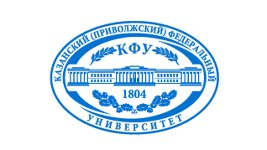 КАЗАНСКИЙ (ПРИВОЛЖСКИЙ) ФЕДЕРАЛЬНЫЙ
КФУ
1804
УНИВЕРСИТЕТ